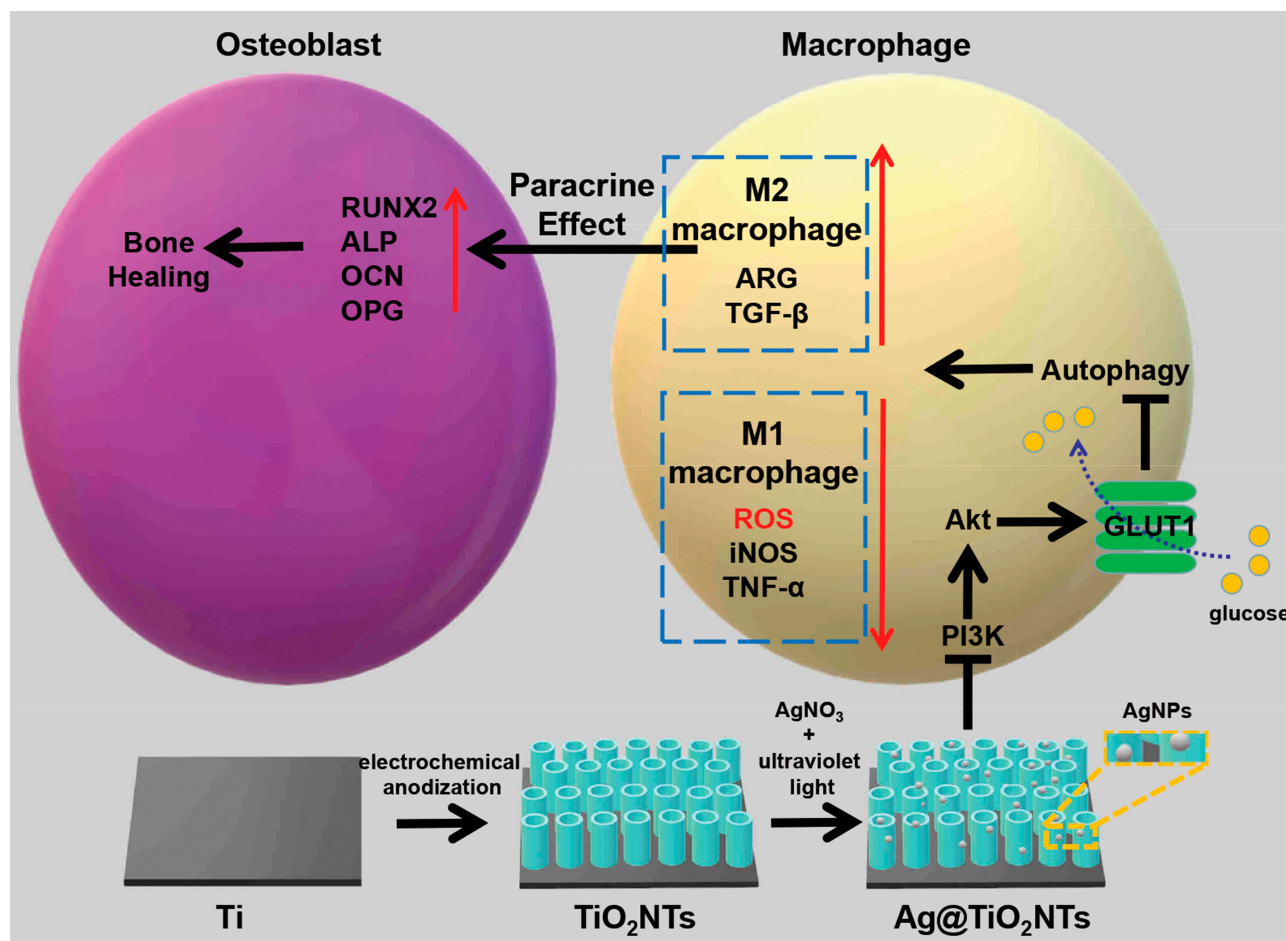 Osteoblast
Macrophage
Paracrine
Effect
M2
macrophage
ARG
TGF-β
RUNX2
ALP
OCN
OPG
Bone
Healing
Autophagy
M1
macrophage
ROS
iNOS
TNF-α
Akt
GLUT1
glucose
PI3K
AgNO₃
+
ultraviolet
light
AgNPs
electrochemical
anodization
Ti
TiO₂NTs
Ag@TiO₂NTs